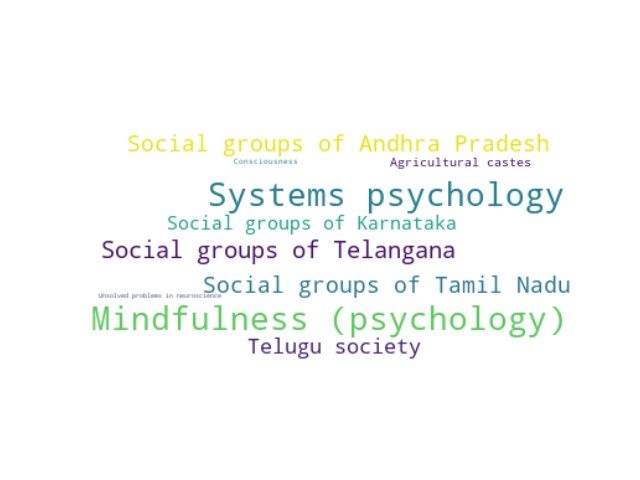 Social groups of Andhra Pradesh
Consciousness
Agricultural castes
Systems psychology
Social groups of Karnataka
Social groups of Telangana
Social groups of Tamil Nadu
Unsolved problems in neuroscience
Mindfulness (psychology)
Telugu society